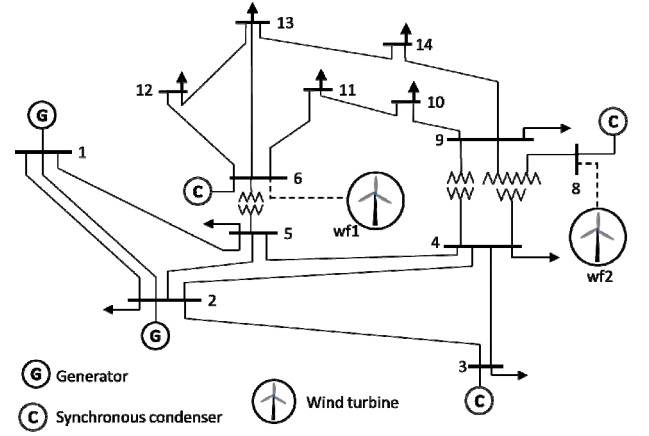 13
14
12
11
10
G
C
1
9
6
8
C
wf1
5
4
wf2
2
G
3
G Generator
C
C Synchronous condenser
Wind turbine